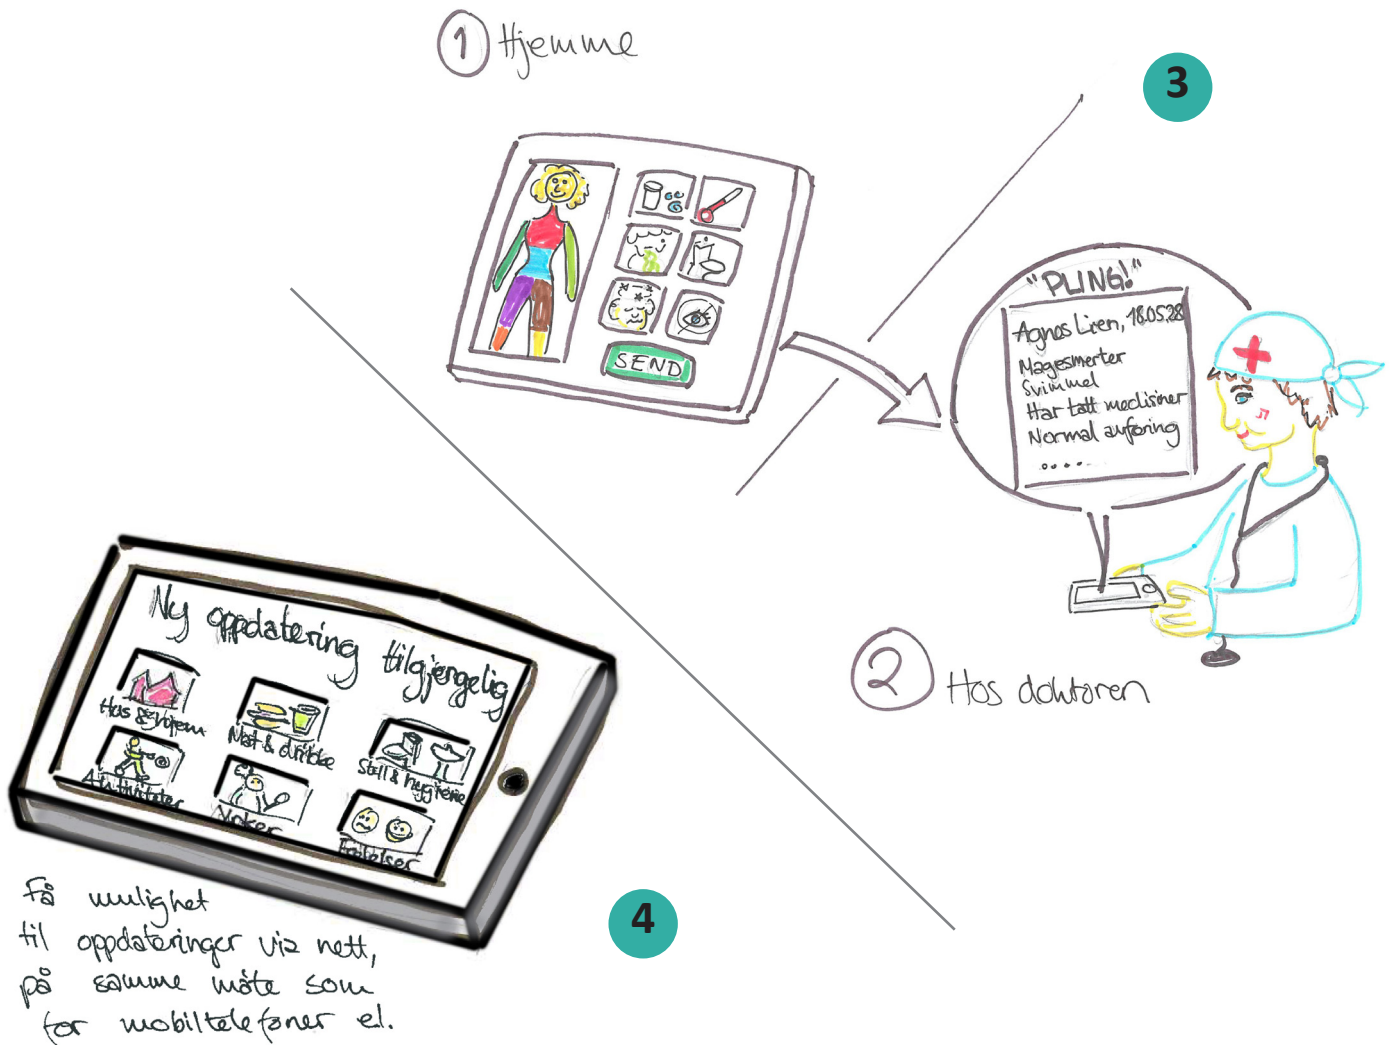 1 Hjemme
3
SEND
"PLING!"
Agnes Lien, 18.05.28
Magesmerter
Svimmel
Har tatt medisiner
Normal avføring
.....
2 Hos doktoren
Ny oppdatering tilgjengelig
Hus &
Mat & drikke
Stell & hygiene
Aktiviteter
Yrker
Følelser
Få mulighet
til oppdateringer via nett,
på samme måte som
for mobiltelefoner el.
4